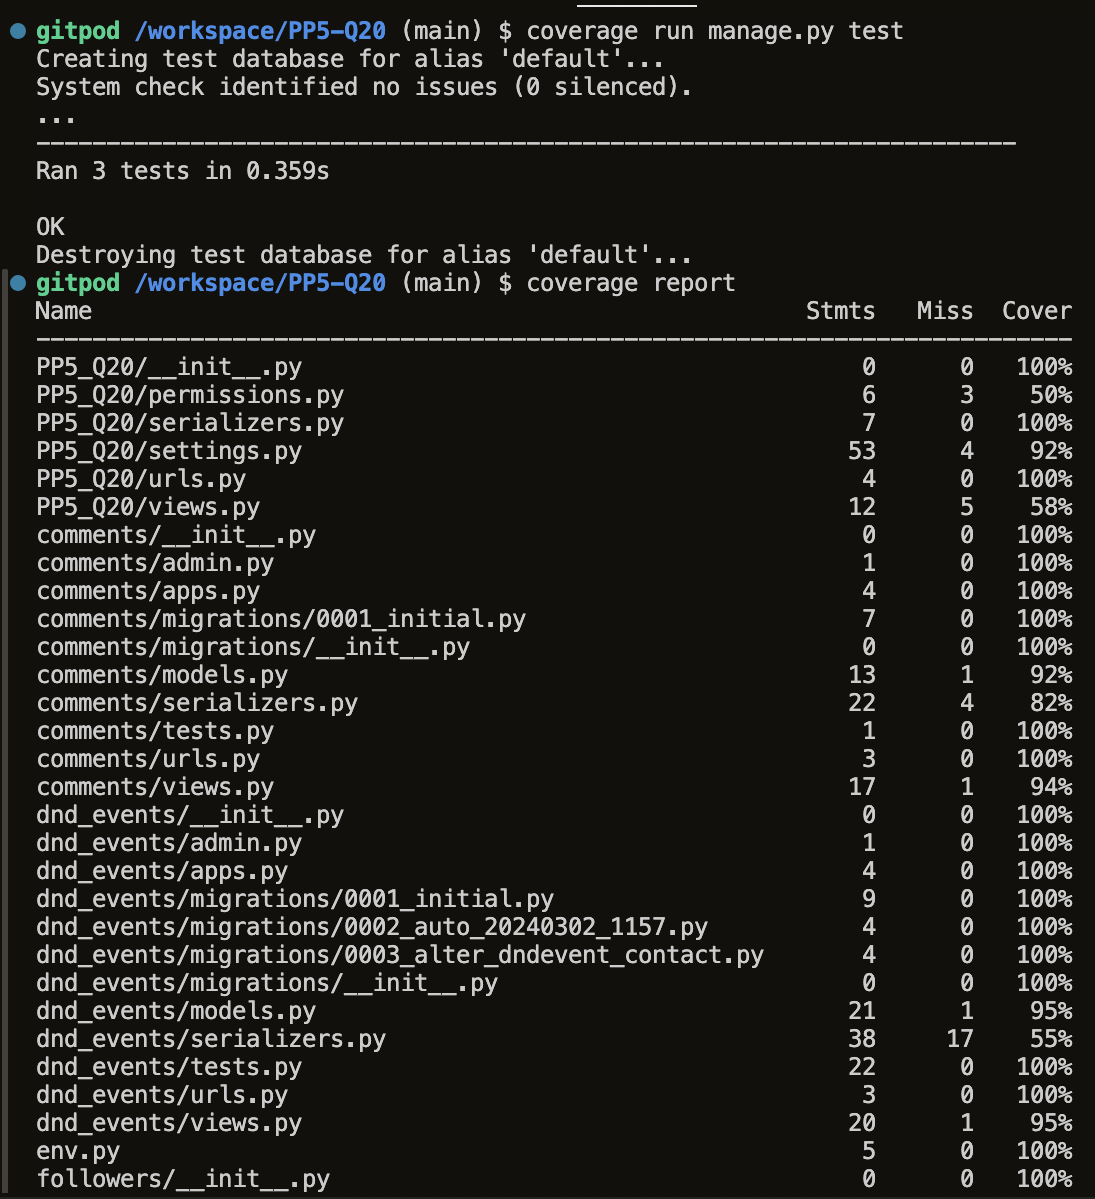 gitpod /workspace/PP5-Q20 (main) $ coverage run manage.py test
Creating test database for alias 'default'...
System check identified no issues (0 silenced).
...
----------------------------------------------------------------------
Ran 3 tests in 0.359s
OK
Destroying test database for alias 'default'...
gitpod /workspace/PP5-Q20 (main) $ coverage report
Name Stmts Miss Cover
--------------------------------------------------------------------------
PP5_Q20/__init__.py 0 0 100%
PP5_Q20/permissions.py 6 3 50%
PP5_Q20/serializers.py 7 0 100%
PP5_Q20/settings.py 53 4 92%
PP5_Q20/urls.py 4 0 100%
PP5_Q20/views.py 12 5 58%
comments/__init__.py 0 0 100%
comments/admin.py 1 0 100%
comments/apps.py 4 0 100%
comments/migrations/0001_initial.py 7 0 100%
comments/migrations/__init__.py 0 0 100%
comments/models.py 13 1 92%
comments/serializers.py 22 4 82%
comments/tests.py 1 0 100%
comments/urls.py 3 0 100%
comments/views.py 17 1 94%
dnd_events/__init__.py 0 0 100%
dnd_events/admin.py 1 0 100%
dnd_events/apps.py 4 0 100%
dnd_events/migrations/0001_initial.py 9 0 100%
dnd_events/migrations/0002_auto_20240302_1157.py 4 0 100%
dnd_events/migrations/0003_alter_dndevent_contact.py 4 0 100%
dnd_events/migrations/__init__.py 0 0 100%
dnd_events/models.py 21 1 95%
dnd_events/serializers.py 38 17 55%
dnd_events/tests.py 22 0 100%
dnd_events/urls.py 3 0 100%
dnd_events/views.py 20 1 95%
env.py 5 0 100%
followers/__init__.py 0 0 100%